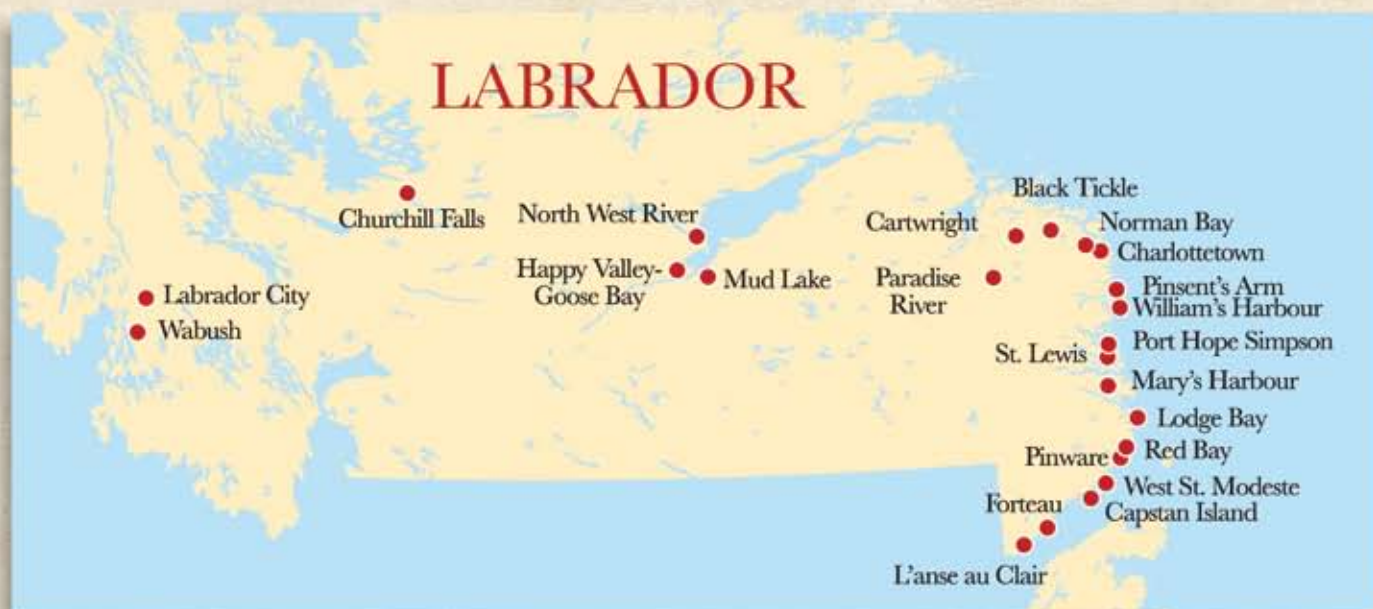 LABRADOR
Black Tickle
Churchill Falls
North West River
Cartwright
Norman Bay
Charlottetown
Happy Valley-
Goose Bay
Mud Lake
Paradise
River
Labrador City
Pinsent's Arm
William's Harbour
Wabush
St. Lewis
Port Hope Simpson
Mary's Harbour
Lodge Bay
Pinware
Red Bay
West St. Modeste
Forteau
Capstan Island
L'anse au Clair